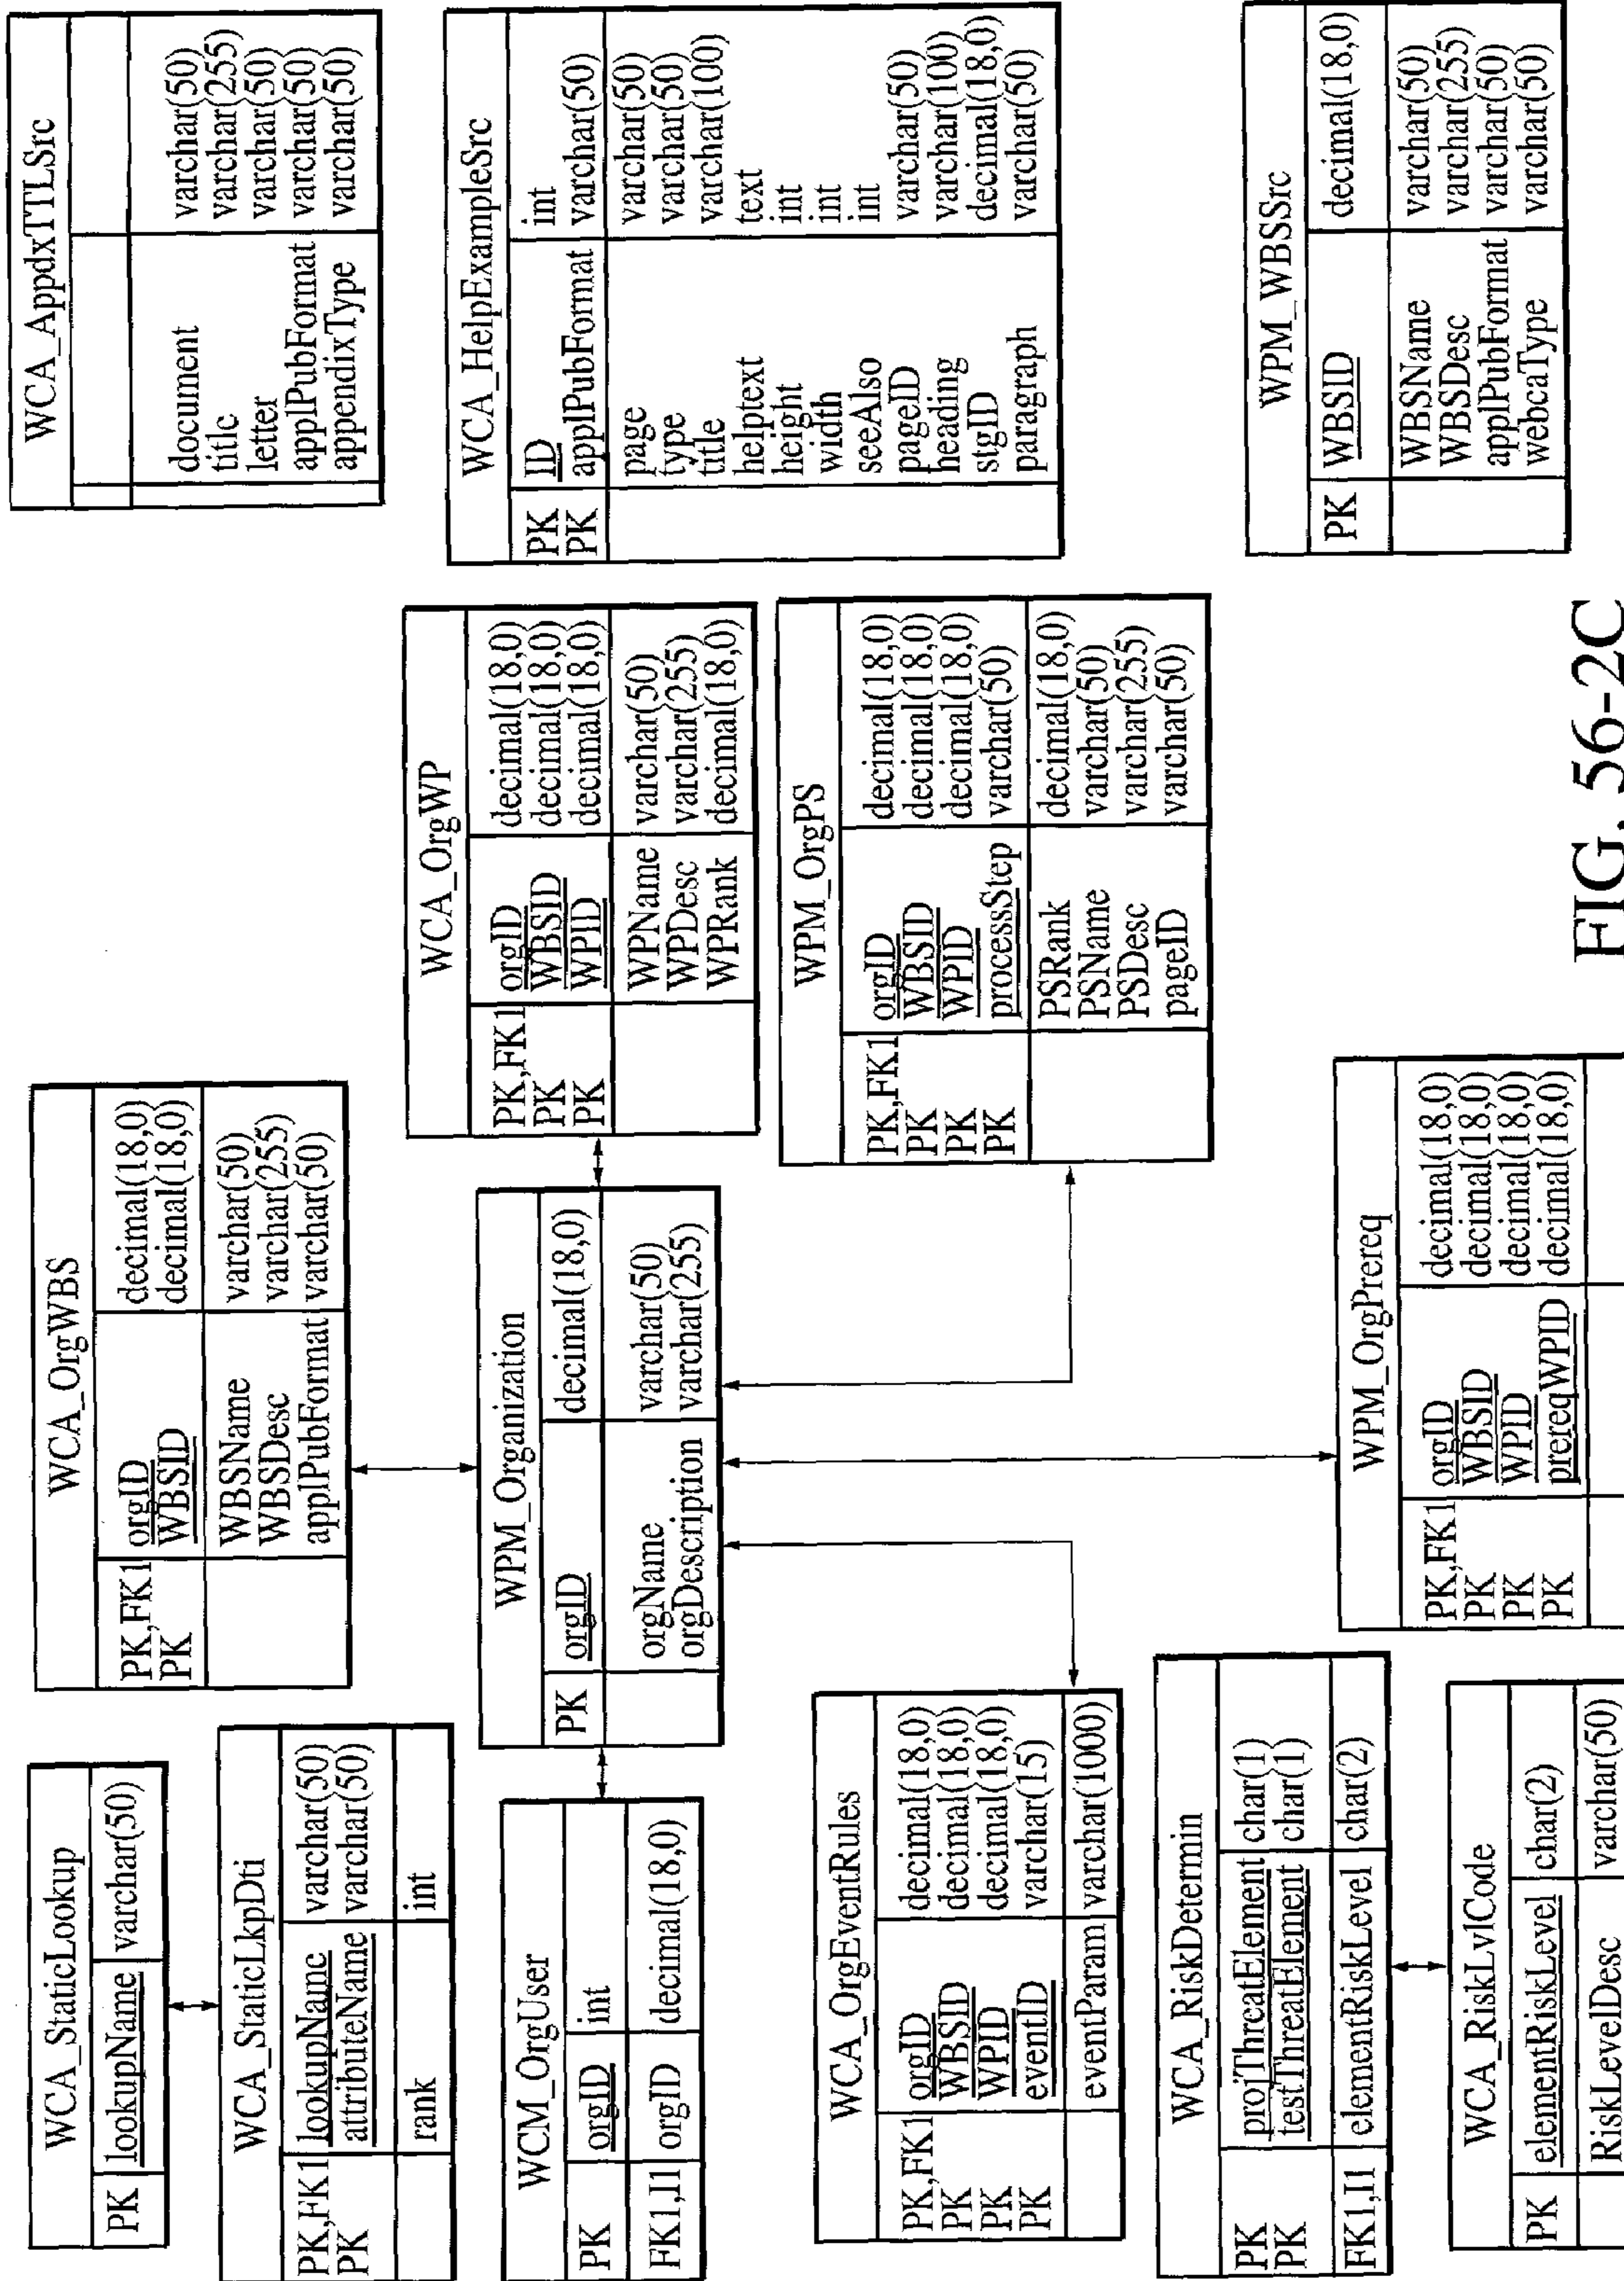 WCA_StaticLookup
PK lookupName varchar(50)
WCA_StaticLkpDti
PK,FK1 lookupName varchar(50)
PK attributeName varchar(50)
rank int
WCM_OrgUser
PK orgID int
FK1,I1 orgID decimal(18,0)
WCA_OrgEventRules
PK,FK1 orgID decimal(18,0)
PK WBSID decimal(18,0)
PK WPID decimal(18,0)
PK eventID varchar(15)
eventParam varchar(1000)
WCA_RiskDetermin
PK projThreatElement char(1)
PK testThreatElement char(1)
FK1,I1 elementRiskLevel char(2)
WCA_RiskLvlCode
PK elementRiskLevel char(2)
RiskLevelDesc varchar(50)
WCA_OrgWBS
PK,FK1 orgID decimal(18,0)
PK WBSID decimal(18,0)
WBSName varchar(50)
WBSDesc varchar(255)
applPubFormat varchar(50)
WPM_Organization
PK orgID decimal(18,0)
orgName varchar(50)
orgDescription varchar(255)
WPM_OrgPrereq
PK,FK1 orgID decimal(18,0)
PK WBSID decimal(18,0)
PK WPID decimal(18,0)
PK prereqWPID decimal(18,0)
WCA_OrgWP
PK,FK1 orgID decimal(18,0)
PK WBSID decimal(18,0)
PK WPID decimal(18,0)
WPName varchar(50)
WPDesc varchar(255)
WPRank decimal(18,0)
WPM_OrgPS
PK,FK1 orgID decimal(18,0)
PK WBSID decimal(18,0)
PK WPID decimal(18,0)
PK processStep varchar(50)
PSRank decimal(18,0)
PSName varchar(50)
PSDesc varchar(255)
pageID varchar(50)
WCA_AppdxTTLSrc
document varchar(50)
title varchar(255)
letter varchar(50)
applPubFormat varchar(50)
appendixType varchar(50)
WCA_HelpExampleSrc
PK ID int
PK applPubFormat varchar(50)
page varchar(50)
type varchar(50)
title varchar(100)
helptext text
height int
width int
seeAlso int
pageID varchar(50)
heading varchar(100)
stgID decimal(18,0)
paragraph varchar(50)
WPM_WBSSrc
PK WBSID decimal(18,0)
WBSName varchar(50)
WBSDesc varchar(255)
applPubFormat varchar(50)
webcaType varchar(50)
FIG. 56-2C